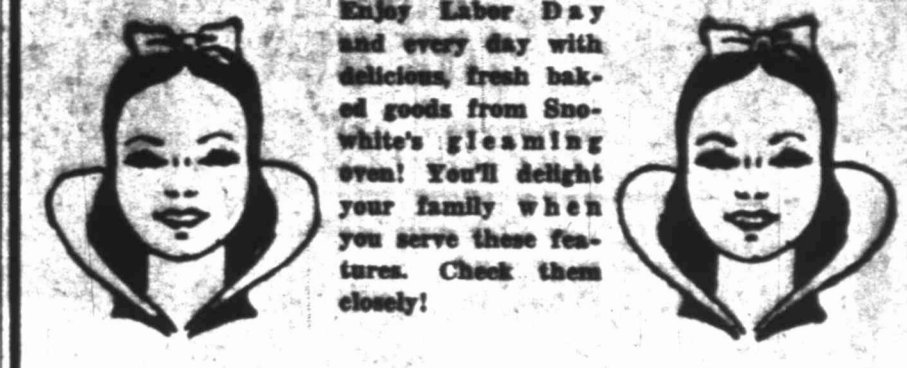 Enjoy Labor Day
and every day with
delicious, fresh bak-
ed goods from Sno-
white's gleaming
oven! You'll delight
your family when
you serve these fea-
tures. Check them
closely!